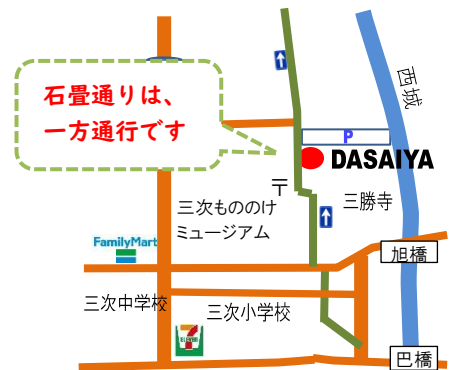 石畳通りは、
一方通行です
西城
P
DASAIYA
〒
三次もののけ
ミュージアム
三勝寺
FamilyMart
旭橋
三次中学校
三次小学校
7
ELEVEn
巴橋